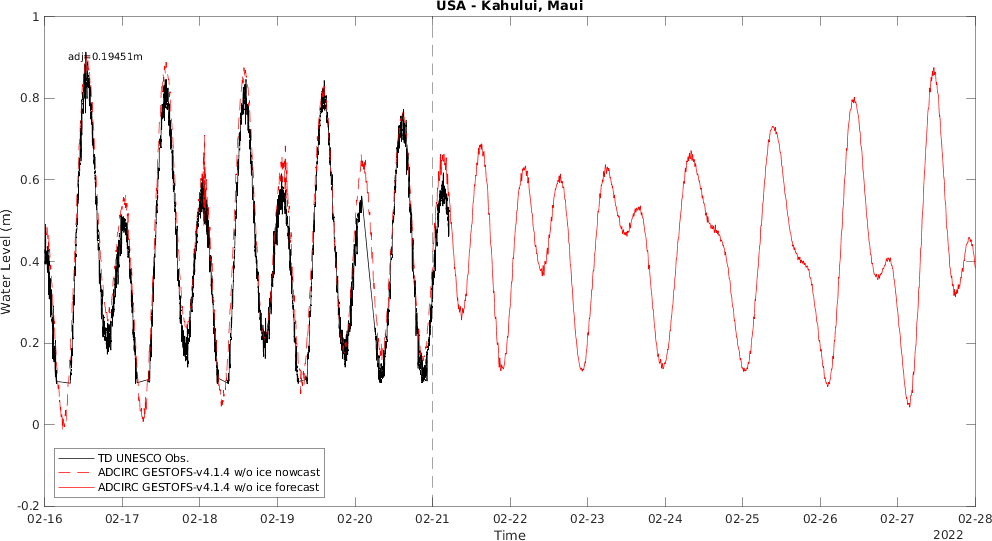 USA - Kahului, Maui
adj=0.19451m
1
0.8
0.6
0.4
0.2
0
-0.2
Water Level (m)
TD UNESCO Obs.
ADCIRC GESTOFS-v4.1.4 w/o ice nowcast
ADCIRC GESTOFS-v4.1.4 w/o ice forecast
02-16 02-17 02-18 02-19 02-20 02-21 02-22 02-23 02-24 02-25 02-26 02-27 02-28
Time
2022